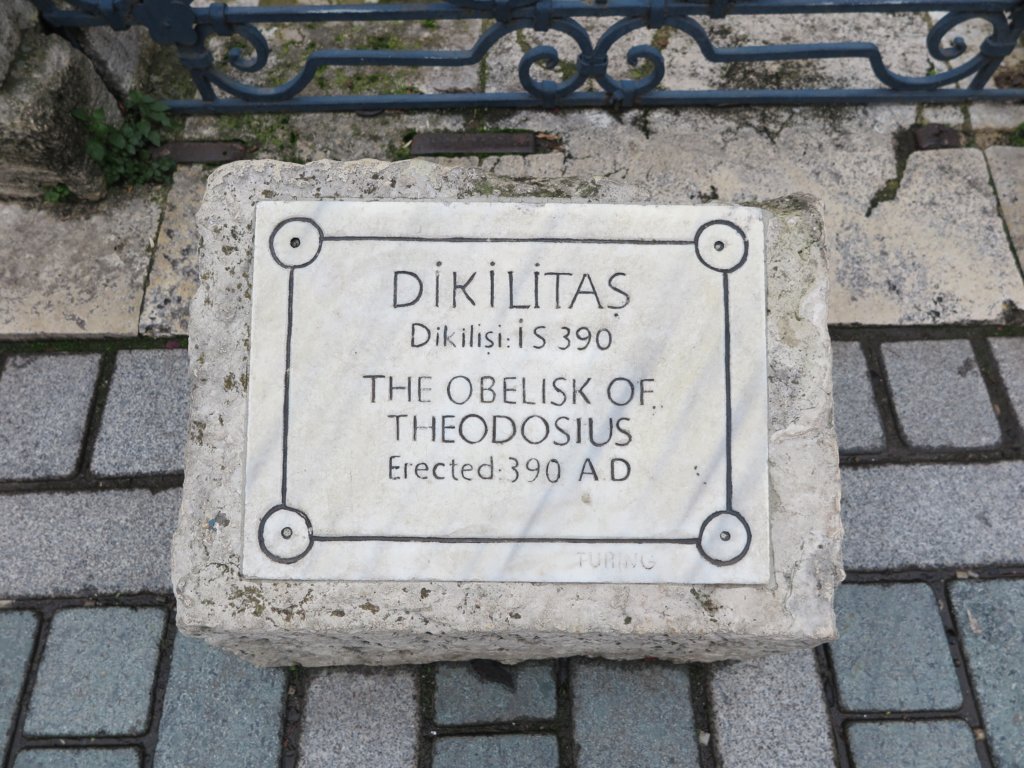 DİKİLİTAŞ
Dikilişi: İS 390
THE OBELISK OF
THEODOSIUS
Erected: 390 A.D
TURING